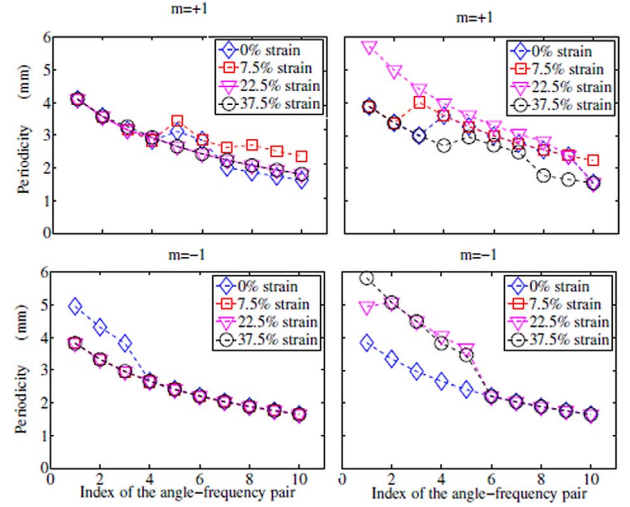 m=+1
m=+1
6
5
4
3
2
1
0
Periodicity (mm)
0% strain
7.5% strain
22.5% strain
37.5% strain
0% strain
7.5% strain
22.5% strain
37.5% strain
m=−1
m=−1
6
5
4
3
2
1
0
Periodicity (mm)
0% strain
7.5% strain
22.5% strain
37.5% strain
0% strain
7.5% strain
22.5% strain
37.5% strain
0 2 4 6 8 10
0 2 4 6 8 10
Index of the angle−frequency pair
Index of the angle−frequency pair